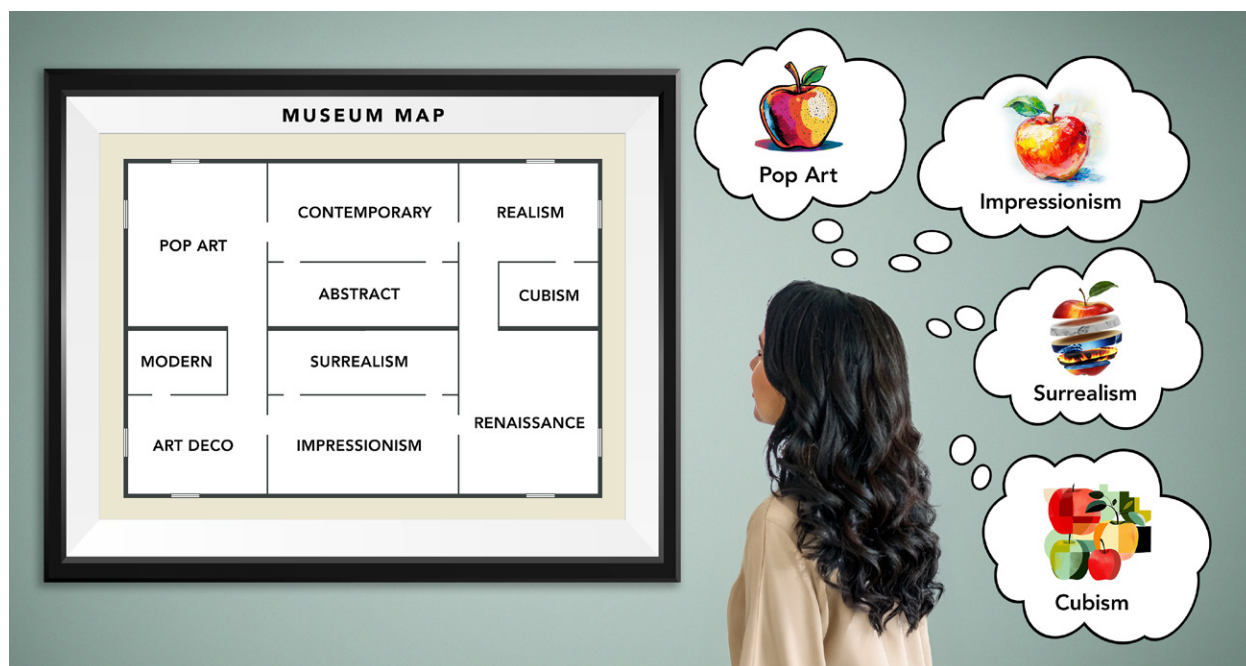 MUSEUM MAP
CONTEMPORARY
REALISM
POP ART
ABSTRACT
CUBISM
MODERN
SURREALISM
RENAISSANCE
ART DECO
IMPRESSIONISM
Pop Art
Impressionism
Surrealism
Cubism